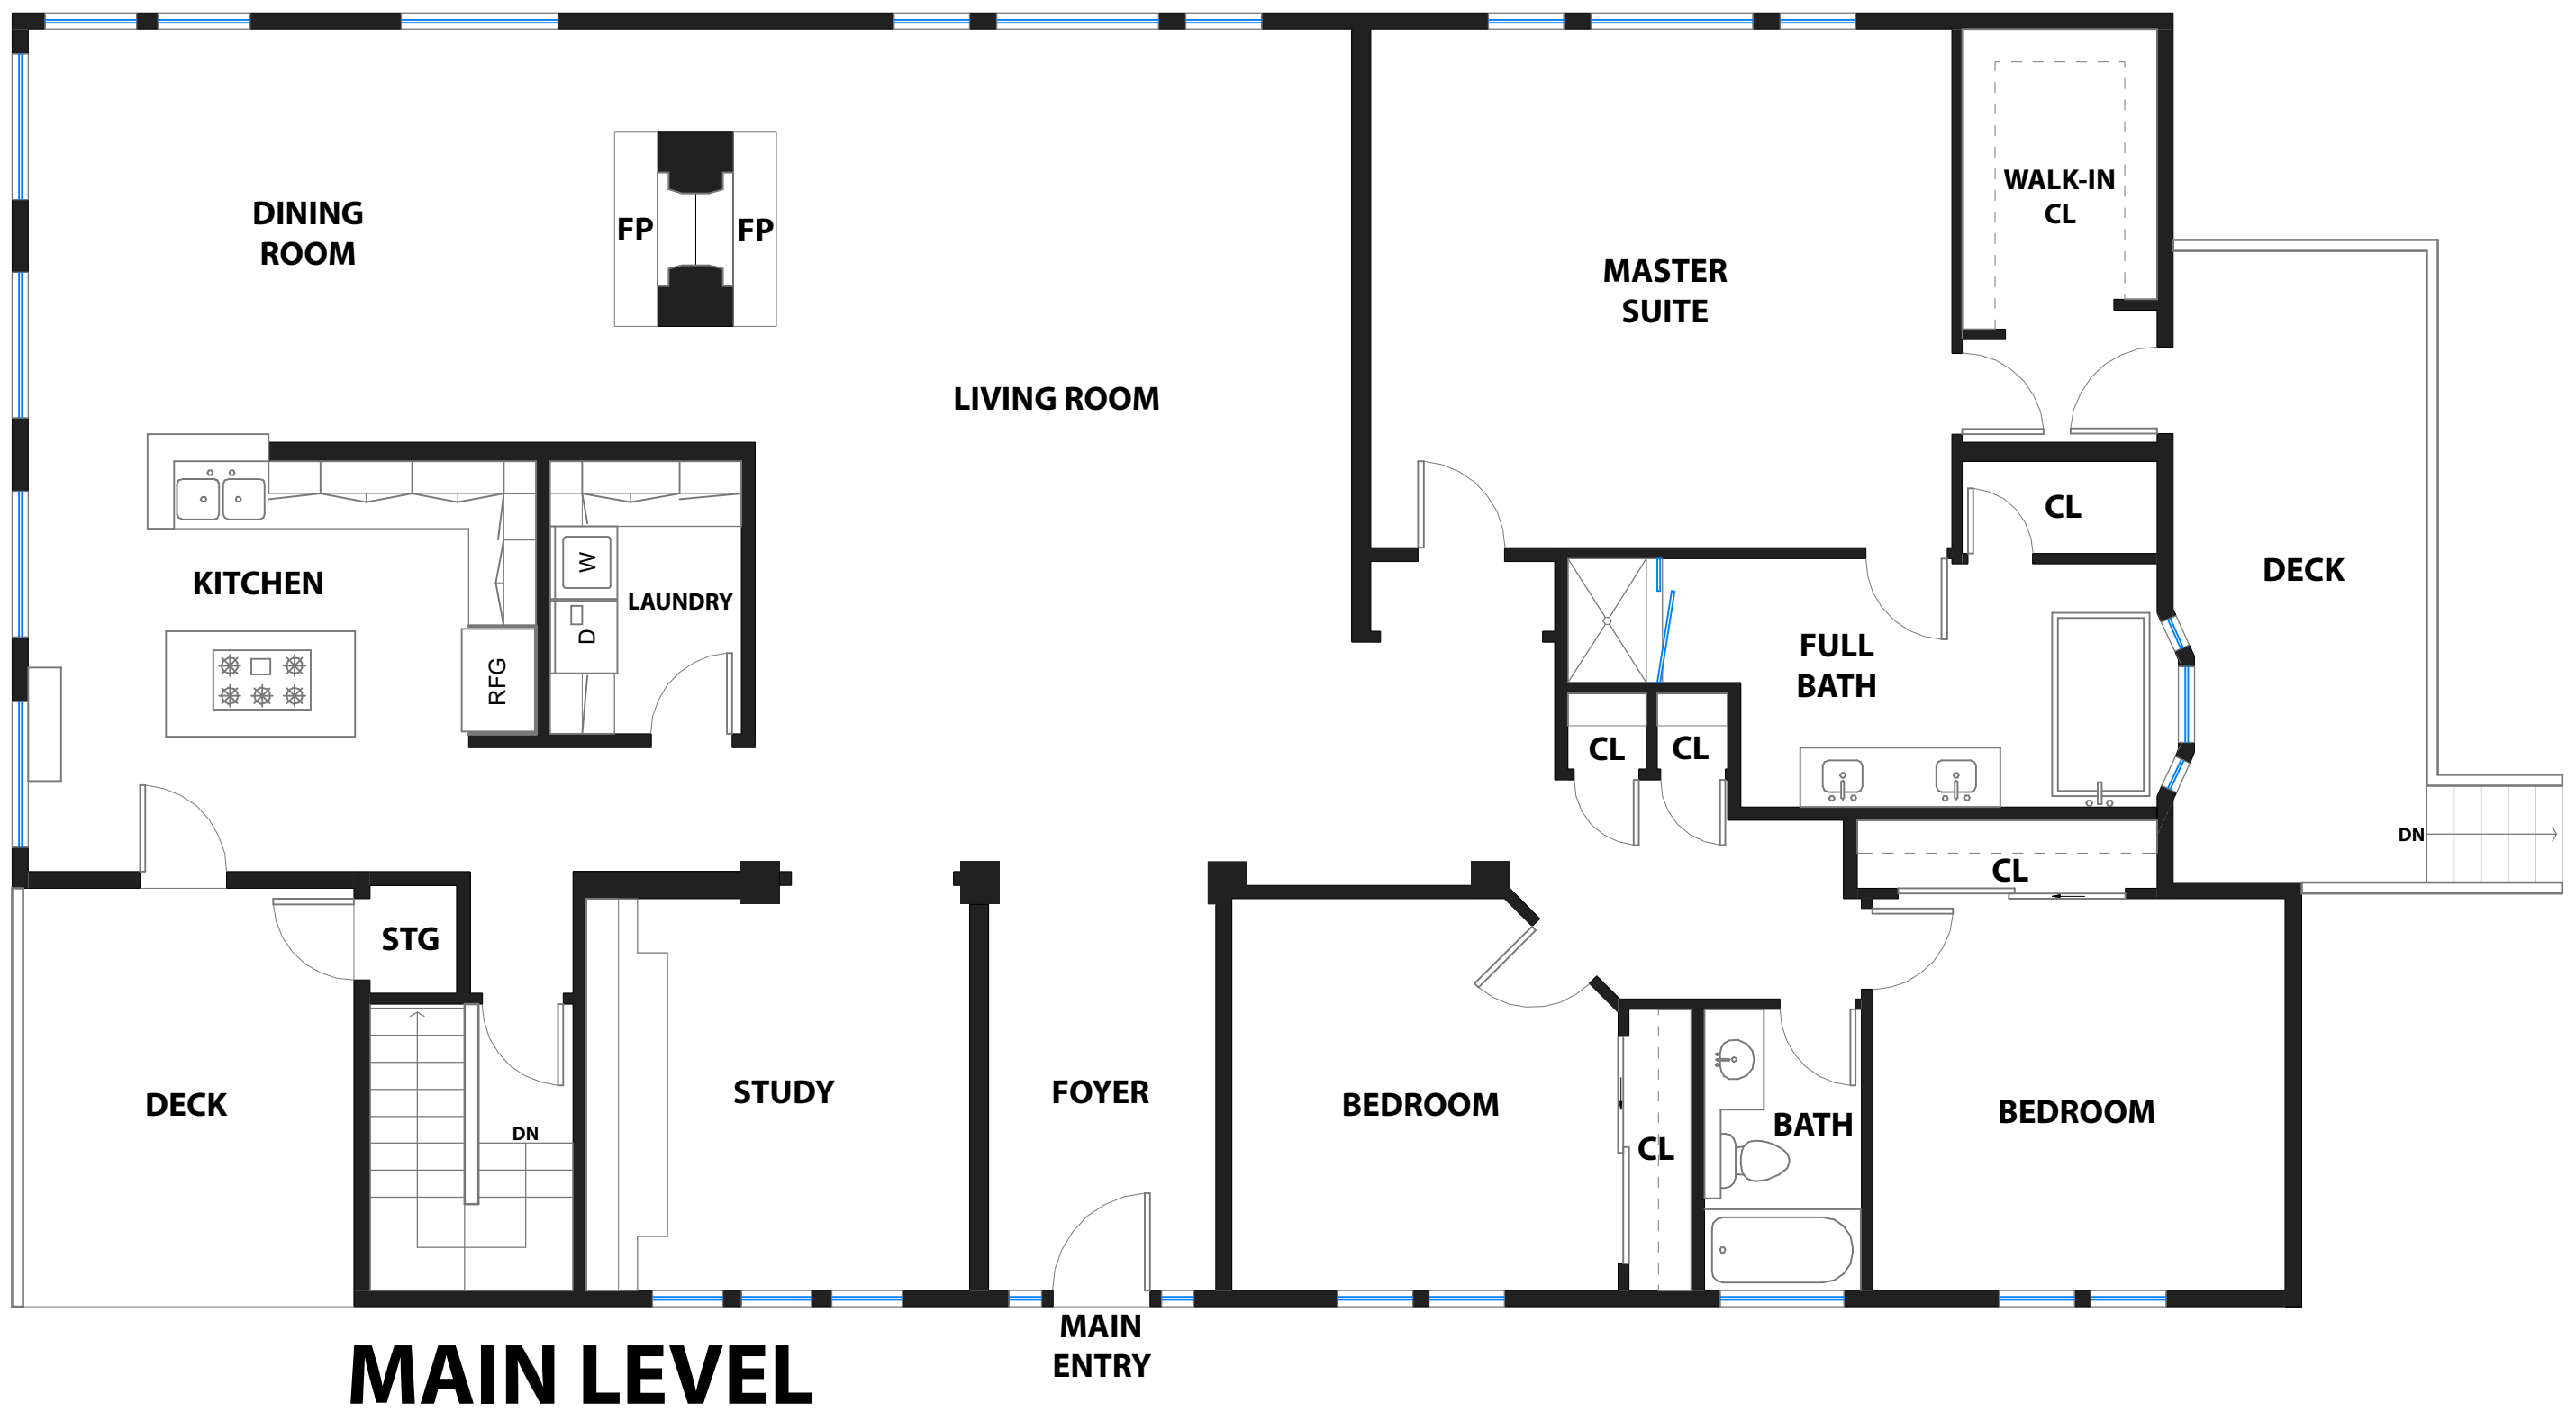 WALK-IN
CL
DINING
ROOM
FP
FP
MASTER
SUITE
LIVING ROOM
CL
DECK
KITCHEN
W
LAUNDRY
D
RFG
FULL
BATH
CL
CL
DN
CL
STG
DECK
STUDY
FOYER
BEDROOM
BEDROOM
DN
BATH
CL
MAIN
ENTRY
MAIN LEVEL